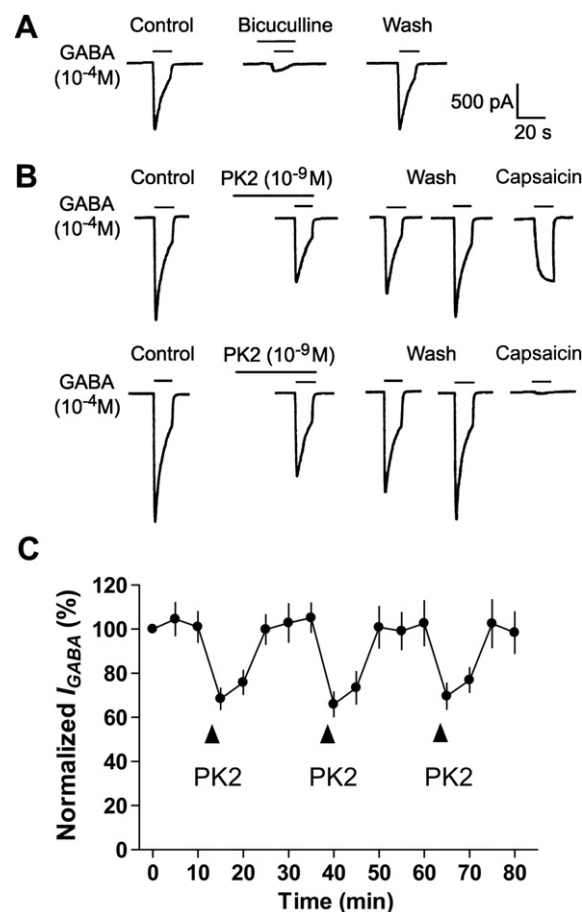 A
Control Bicuculline Wash
GABA
(10⁻⁴M)
500 pA
20 s
B
Control PK2 (10⁻⁹M) Wash Capsaicin
GABA
(10⁻⁴M)
Control PK2 (10⁻⁹M) Wash Capsaicin
GABA
(10⁻⁴M)
C
Normalized I_GABA (%)
120
100
80
60
40
20
0
PK2 PK2 PK2
0 10 20 30 40 50 60 70 80
Time (min)